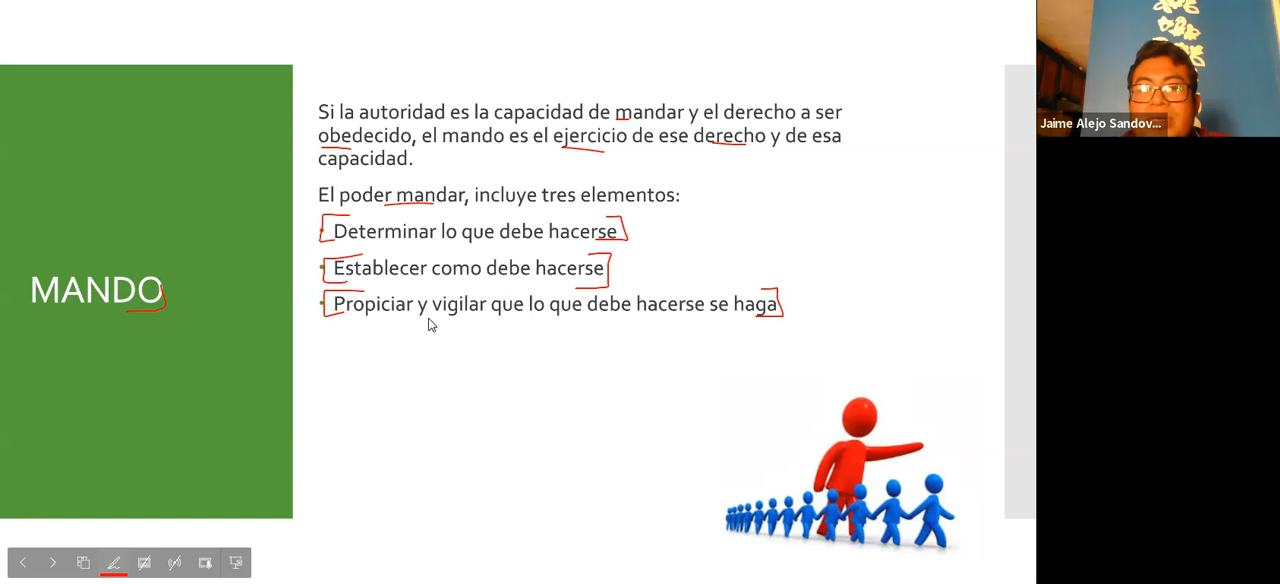 Si la autoridad es la capacidad de mandar y el derecho a ser
obedecido, el mando es el ejercicio de ese derecho y de esa
capacidad.
El poder mandar, incluye tres elementos:
• Determinar lo que debe hacerse
• Establecer como debe hacerse
• Propiciar y vigilar que lo que debe hacerse se haga
MANDO
Jaime Alejo Sandov...